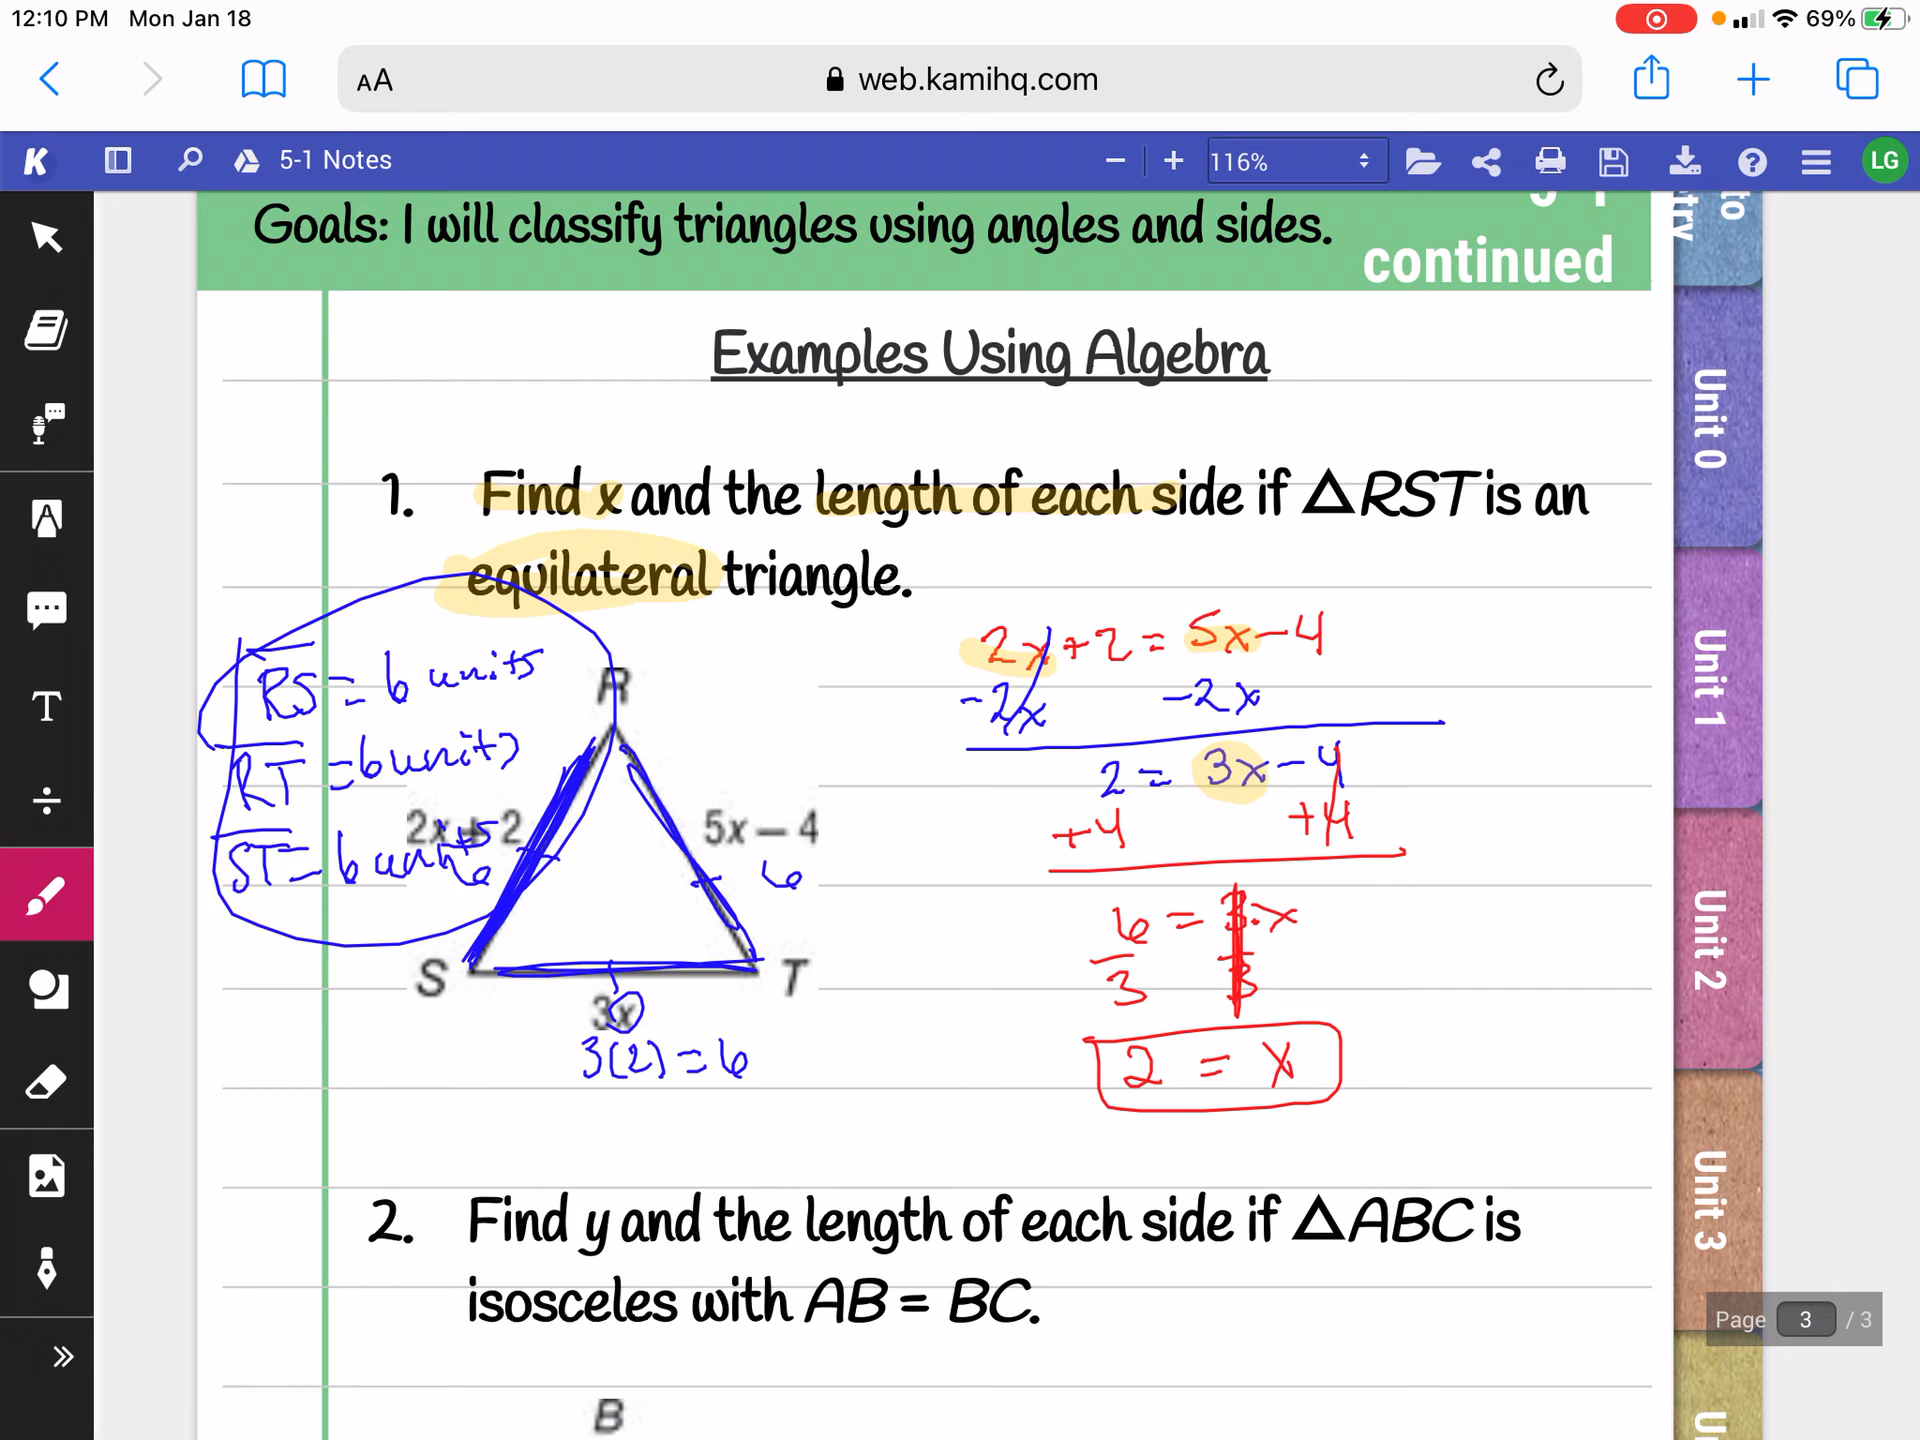 12:10 PM Mon Jan 18
69%
AA
web.kamihq.com
K
5-1 Notes
116%
LG
Goals: I will classify triangles using angles and sides.
continued
to
try
Unit 0
Unit 1
Unit 2
Unit 3
Examples Using Algebra
1. Find x and the length of each side if △RST is an
equilateral triangle.
RS = 6 units
RT = 6 units
ST = 6 units
R
2x + 2
5x – 4
6
6
S
T
3x
3(2) = 6
2x + 2 = 5x – 4
-2x -2x
2 = 3x – 4
+4 +4
6 = 3x
3 3
2 = x
2. Find y and the length of each side if △ABC is
isosceles with AB = BC.
B
Page 3 / 3